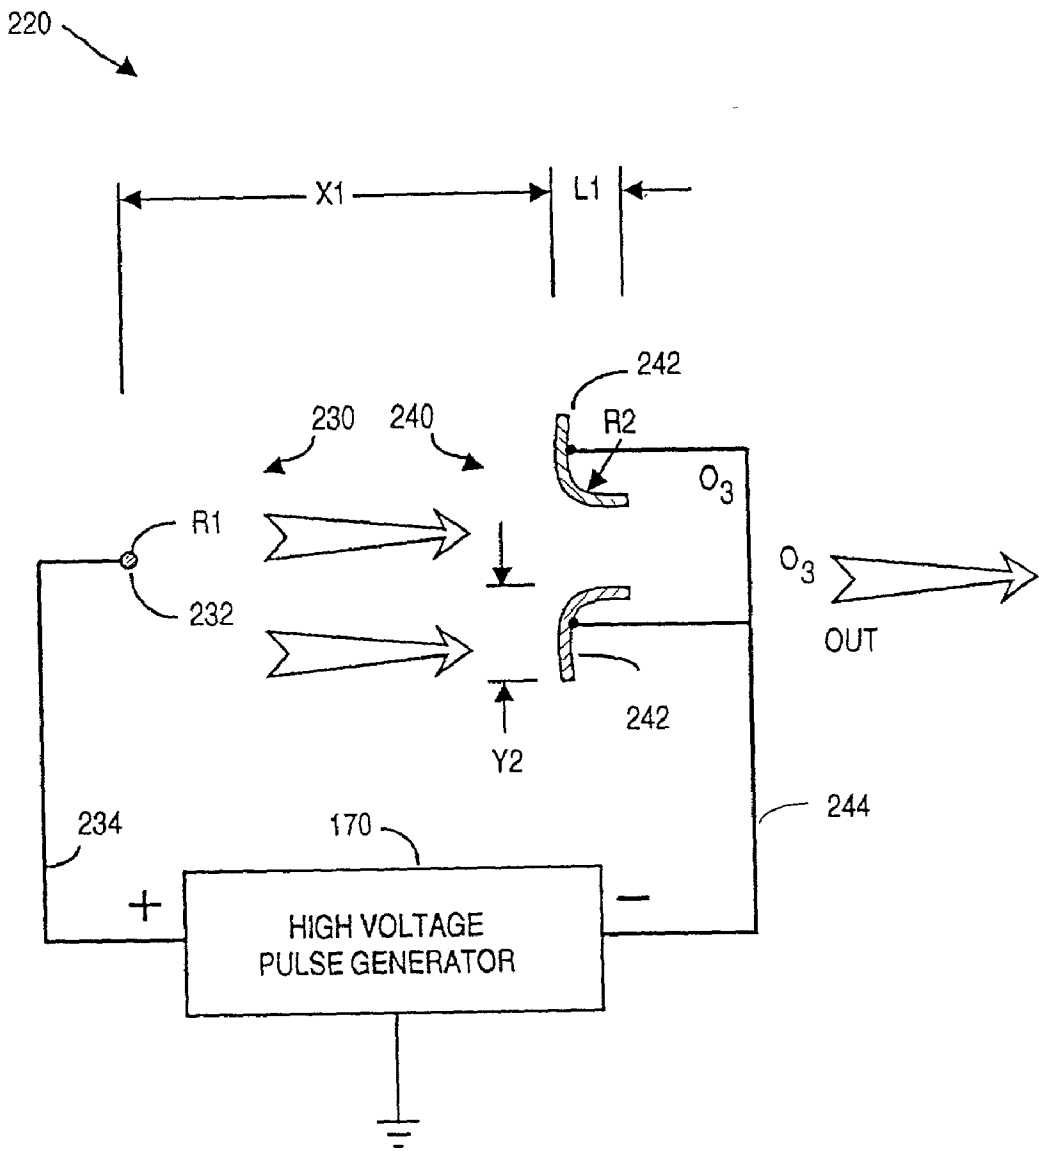 220
X1
L1
242
230
240
R2
O3
R1
O3
232
OUT
242
Y2
244
234
170
+
−
HIGH VOLTAGE
PULSE GENERATOR